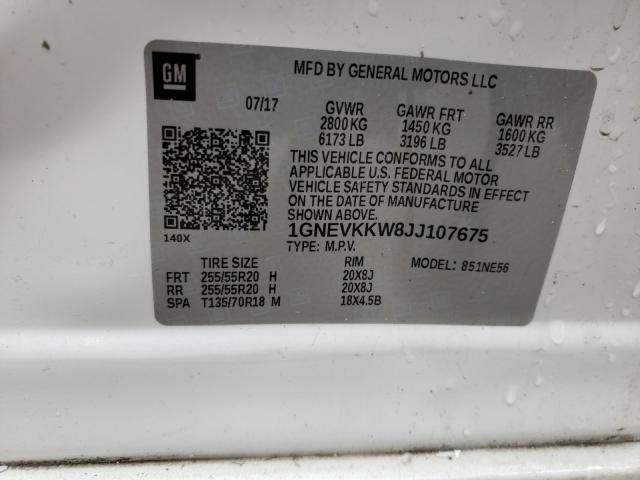 GM
MFD BY GENERAL MOTORS LLC
07/17 GVWR GAWR FRT GAWR RR
2800 KG 1450 KG 1600 KG
6173 LB 3196 LB 3527 LB
THIS VEHICLE CONFORMS TO ALL
APPLICABLE U.S. FEDERAL MOTOR
VEHICLE SAFETY STANDARDS IN EFFECT
ON THE DATE OF MANUFACTURE
SHOWN ABOVE.
140X
1GNEVKKW8JJ107675
TYPE: M.P.V.
MODEL: 851NE56
TIRE SIZE RIM
FRT 255/55R20 H 20X8J
RR 255/55R20 H 20X8J
SPA T135/70R18 M 18X4.5B